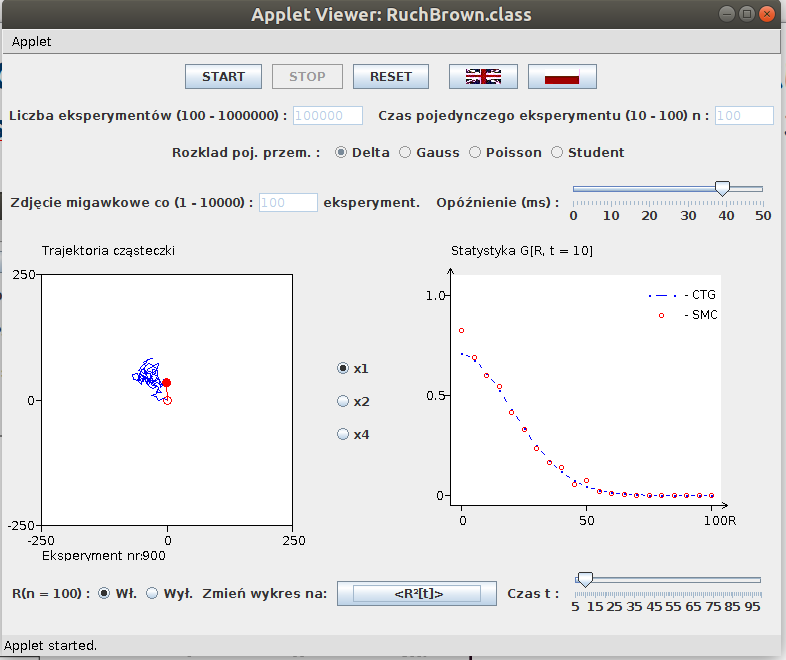 Applet Viewer: RuchBrown.class
Applet
START STOP RESET
Liczba eksperymentów (100 - 1000000) : 100000 Czas pojedynczego eksperymentu (10 - 100) n : 100
Rozklad poj. przem. : Delta Gauss Poisson Student
Zdjęcie migawkowe co (1 - 10000) : 100 eksperyment. Opóźnienie (ms) :
0 10 20 30 40 50
Trajektoria cząsteczki
Statystyka G[R, t = 10]
250
0
-250
-250 0 250
Eksperyment nr:900
x1
x2
x4
1.0
0.5
0
- CTG
- SMC
0 50 100R
R(n = 100) : Wł. Wył. Zmień wykres na: <R²[t]> Czas t :
5 15 25 35 45 55 65 75 85 95
Applet started.